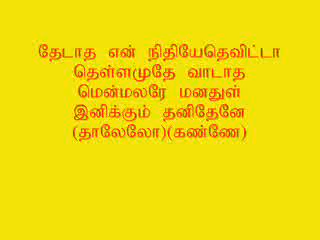 தேடாத என் நிதியேதெவிட்டா
தெள்ளமுதே வாடாத
மென்மலரே மனதுள்
இனிக்கும் தனிதேனே
(தாலேலோ)(கண்ணே)